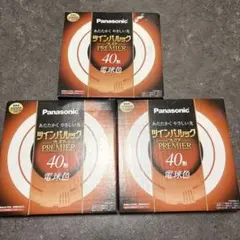 Panasonic
あたたかく やさしい光
ツインパルック
PREMIER
40形
電球色
Panasonic
あたたかく やさしい光
ツインパルック
PREMIER
40形
電球色
Panasonic
あたたかく やさしい光
ツインパルック
PREMIER
40形
電球色